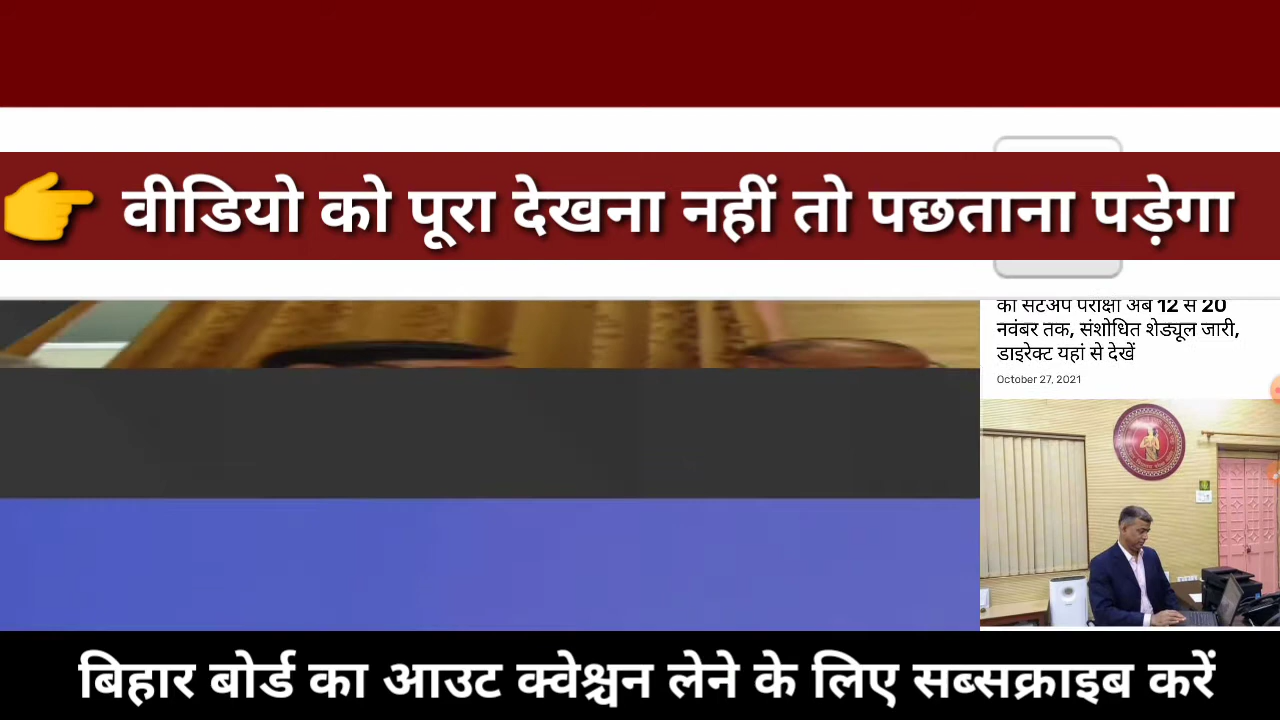 👉 वीडियो को पूरा देखना नहीं तो पछताना पड़ेगा
का सेंटअप परीक्षा अब 12 से 20
नवंबर तक, संशोधित शेड्यूल जारी,
डाइरेक्ट यहां से देखें
October 27, 2021
बिहार बोर्ड का आउट क्वेश्चन लेने के लिए सब्सक्राइब करें